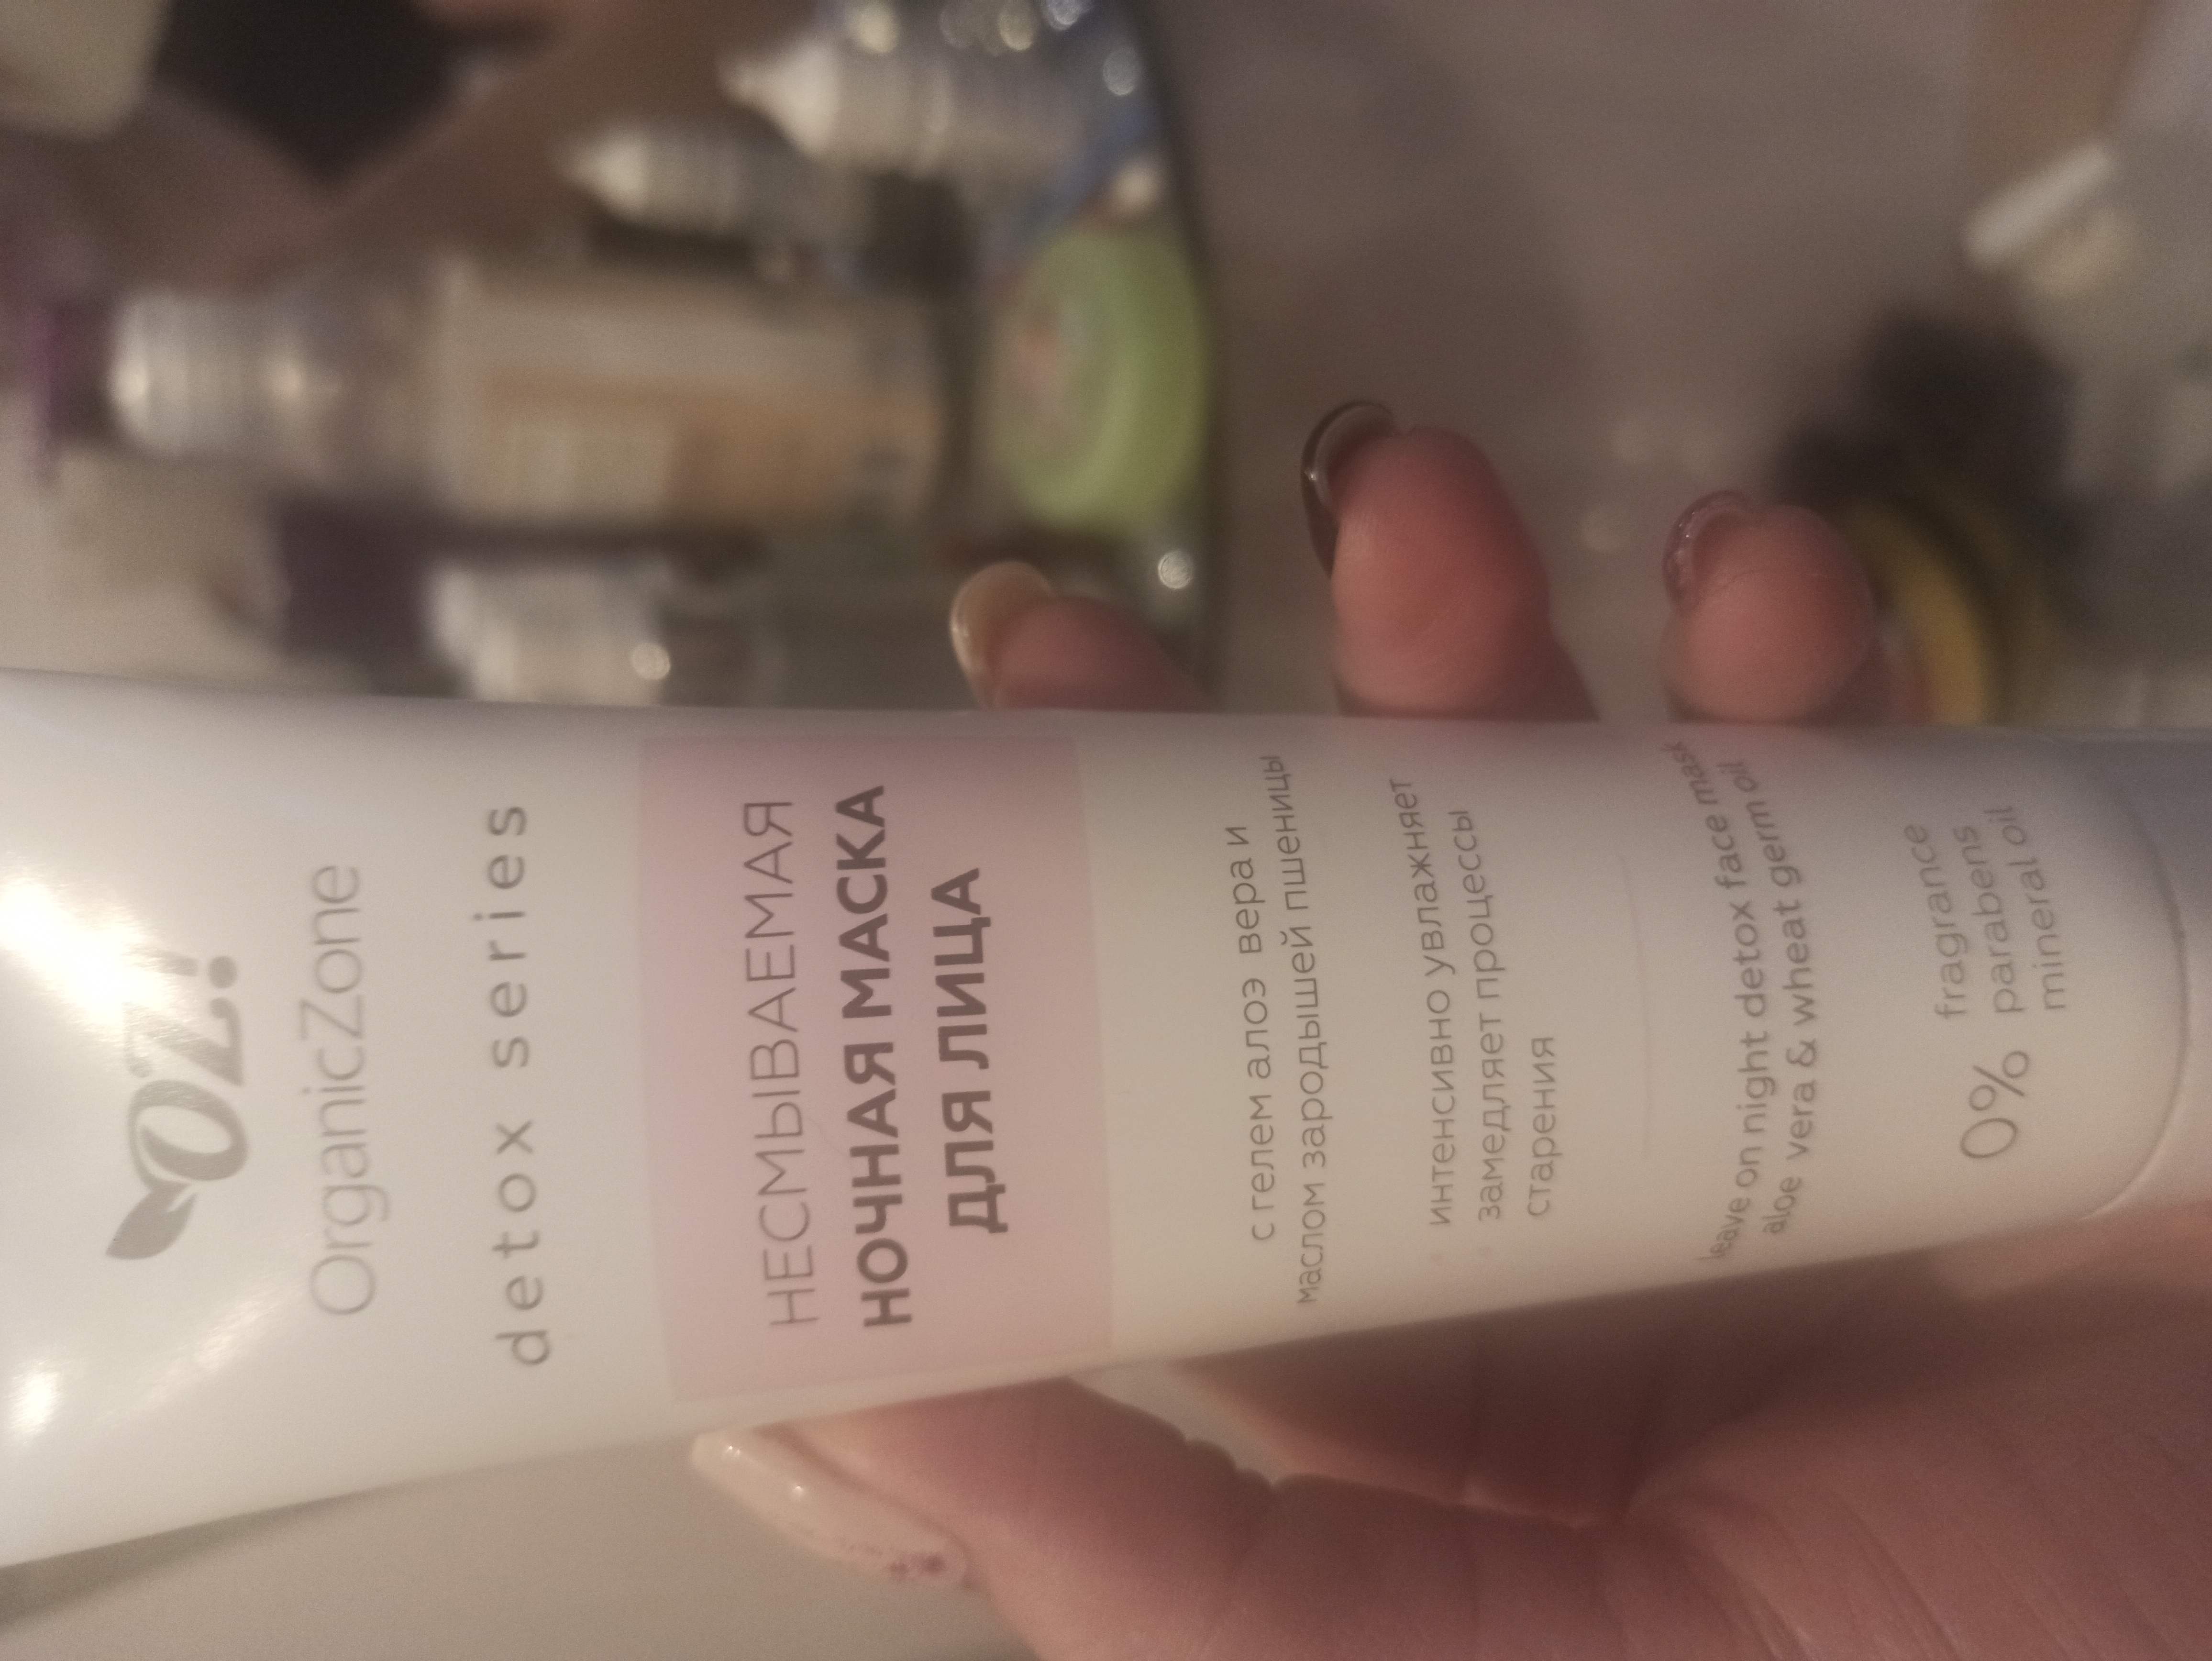 OZ!
OrganicZone
detox series
НЕСМЫВАЕМАЯ
НОЧНАЯ МАСКА
ДЛЯ ЛИЦА
с гелем алоэ вера и
маслом зародышей пшеницы
интенсивно увлажняет
замедляет процессы
старения
leave on night detox face mask
aloe vera & wheat germ oil
0%
fragrance
parabens
mineral oil